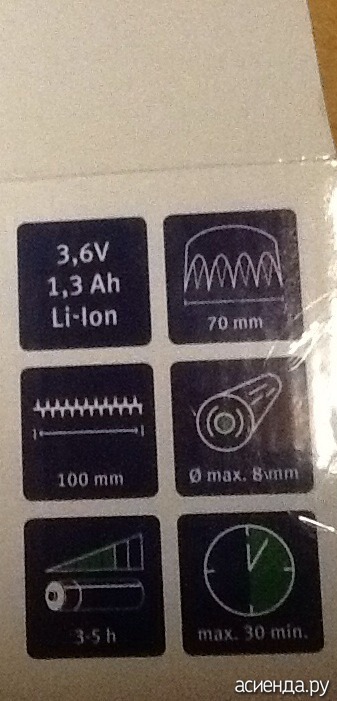 3,6V
1,3 Ah
Li-Ion
70 mm
100 mm
Ø max. 8 mm
3-5 h
max. 30 min.
асиенда.ру